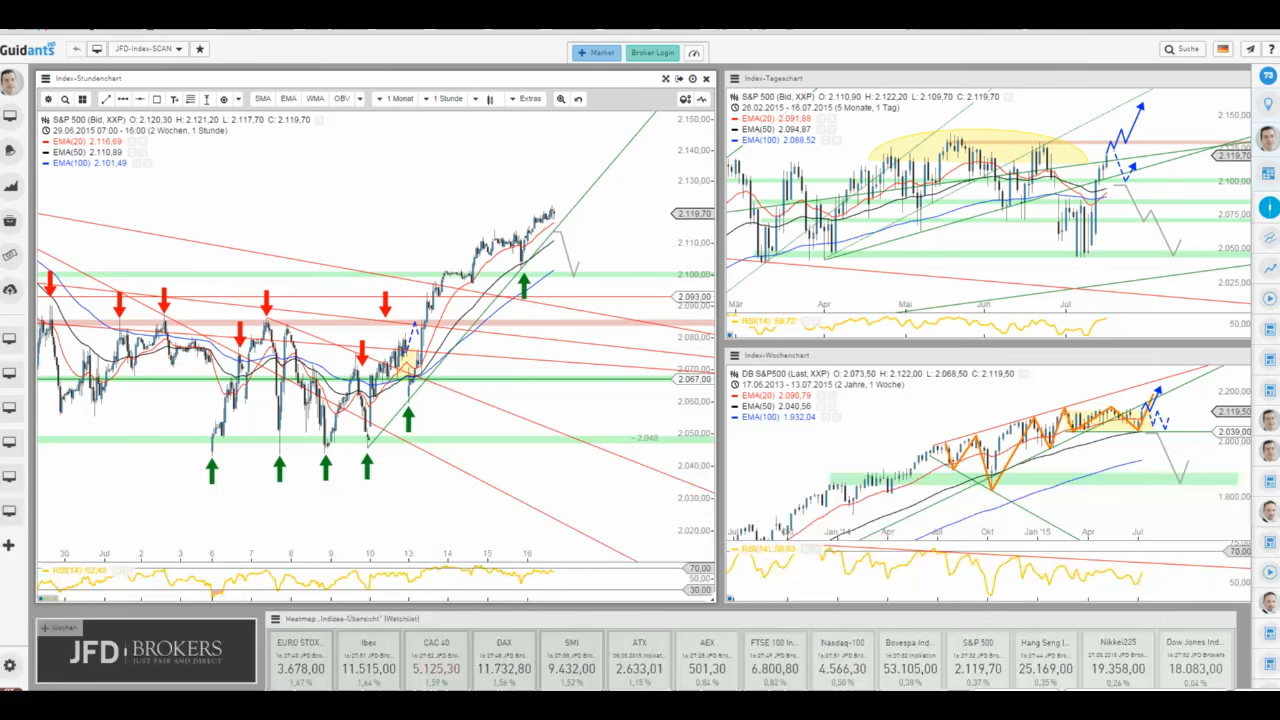 Guidants PRO
JFD-Index-SCAN
+ Market
Broker Login
Suche
?
Index-Stundenchart
SMA EMA WMA OBV 1 Monat 1 Stunde Extras
S&P 500 (Bid, XXP) O: 2.120,30 H: 2.121,20 L: 2.117,70 C: 2.119,70
29.06.2015 07:00 - 16:00 (2 Wochen, 1 Stunde)
EMA(20) 2.116,69
EMA(50) 2.110,89
EMA(100) 2.101,49
2.150,00
2.140,00
2.130,00
2.119,70
2.110,00
2.100,00
2.093,00
2.090,00
2.080,00
2.070,00
2.067,00
2.060,00
2.048
2.040,00
2.030,00
2.020,00
30 Jul 2 3 6 7 8 9 10 13 14 15 16
RSI(14) 62,48
70,00
50,00
30,00
Index-Tageschart
S&P 500 (Bid, XXP) O: 2.110,90 H: 2.122,20 L: 2.109,70 C: 2.119,70
26.02.2015 - 16.07.2015 (5 Monate, 1 Tag)
EMA(20) 2.091,88
EMA(50) 2.094,87
EMA(100) 2.088,52
2.150,00
2.125,00
2.119,70
2.100,00
2.075,00
2.050,00
2.025,00
Mär Apr Mai Jun Jul
RSI(14) 58,72
50,00
Index-Wochenchart
DB S&P500 (Last, XXP) O: 2.073,50 H: 2.122,00 L: 2.068,50 C: 2.119,50
17.06.2013 - 13.07.2015 (2 Jahre, 1 Woche)
EMA(20) 2.090,79
EMA(50) 2.040,56
EMA(100) 1.932,04
2.200,00
2.119,50
2.039,00
2.000,00
1.800,00
Jul Okt Jan '14 Apr Jul Okt Jan '15 Apr Jul
RSI(14) 58,83
70,00
50,00
73
+ löschen
JFD BROKERS
JUST FAIR AND DIRECT
Heatmap „Indizes-Übersicht“ (Watchlist)
EURO STOX... Ibex CAC 40 DAX SMI ATX AEX FTSE 100 In... Nasdaq-100 Bovespa Ind... S&P 500 Hang Seng I... Nikkei225 Dow Jones Ind...
3.678,00 11.515,00 5.125,30 11.732,80 9.432,00 2.633,01 501,30 6.800,80 4.566,30 53.105,00 2.119,70 25.169,00 19.358,00 18.083,00
1,67 % 1,64 % 1,59 % 1,56 % 1,52 % 1,15 % 0,84 % 0,82 % 0,50 % 0,38 % 0,37 % 0,35 % 0,26 % 0,04 %